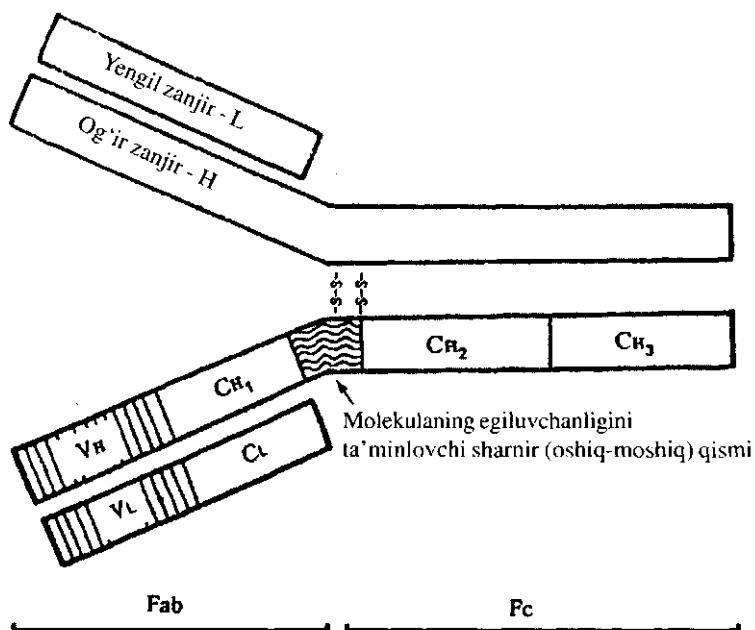 Yengil zanjir - L
Og‘ir zanjir - H
-s-s-
-s-s-
CH₁
CH₂
CH₃
VH
CL
VL
Molekulaning egiluvchanligini
ta’minlovchi sharnir (oshiq-moshiq) qismi
Fab
Fc